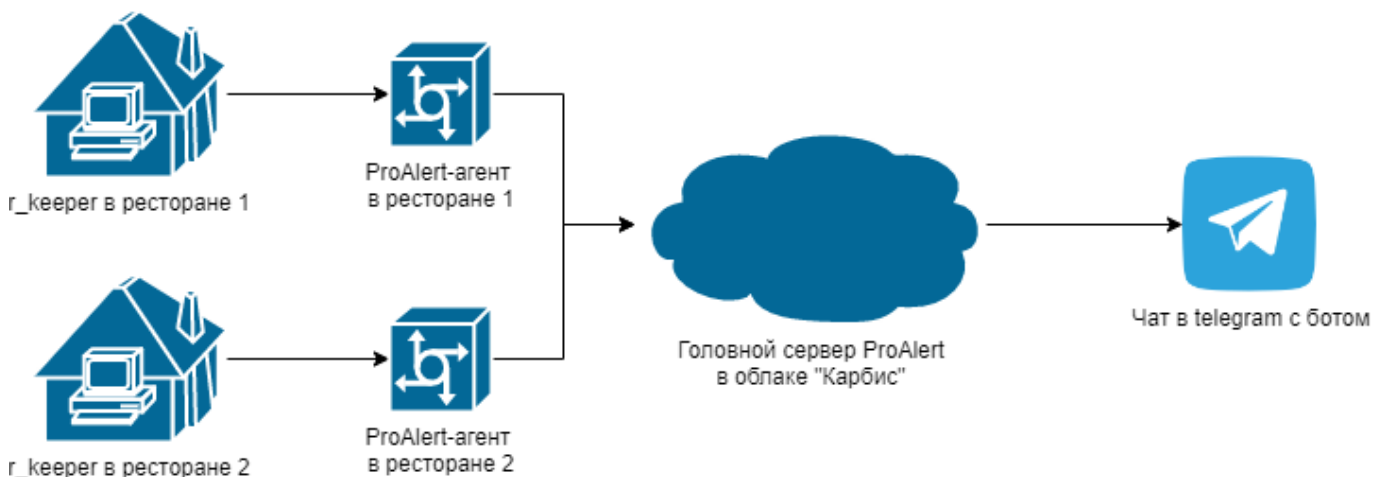 r_keeper в ресторане 1
ProAlert-агент
в ресторане 1
Головной сервер ProAlert
в облаке "Карбис"
Чат в telegram с ботом
r_keeper в ресторане 2
ProAlert-агент
в ресторане 2